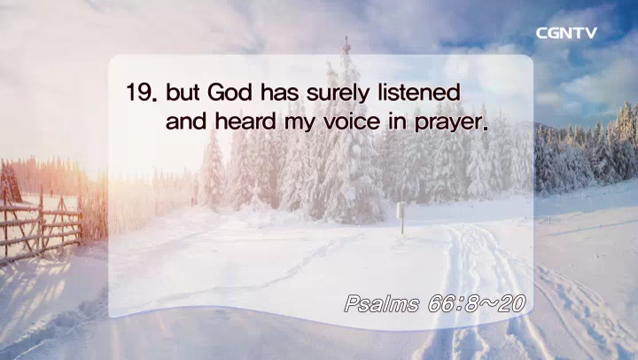 CGNTV
19. but God has surely listened
and heard my voice in prayer.
Psalms 66:8~20